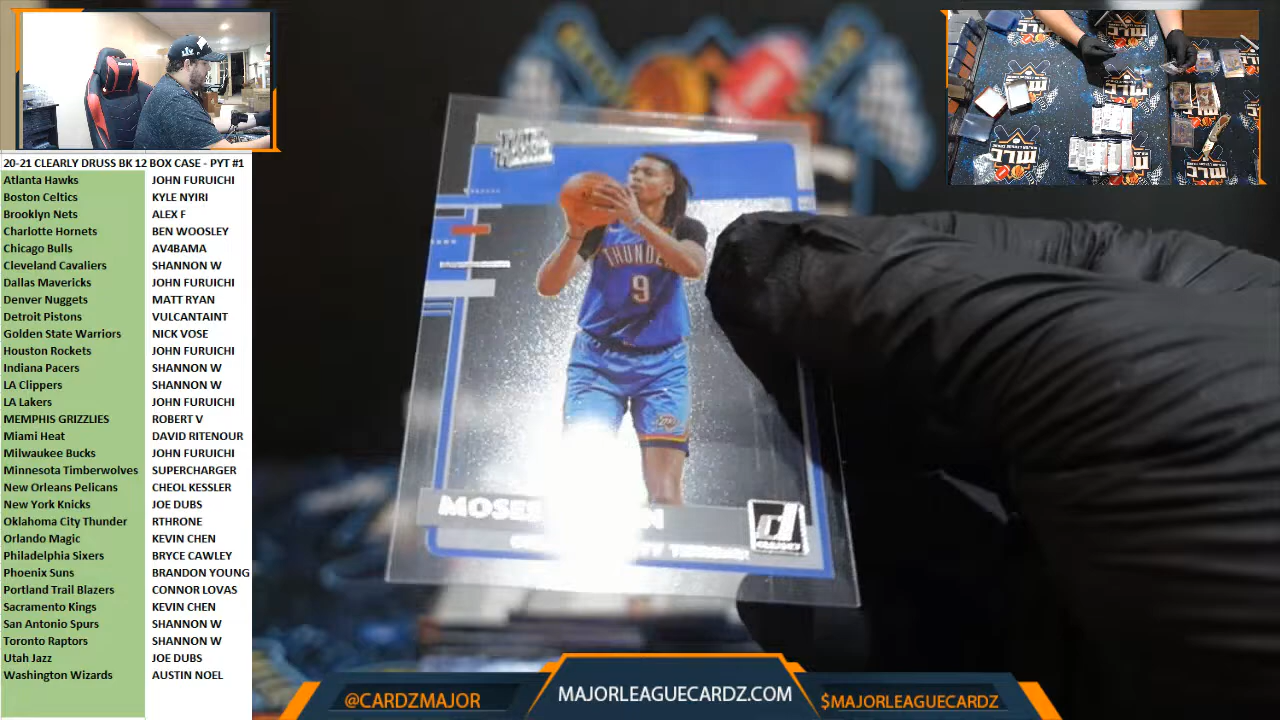 20-21 CLEARLY DRUSS BK 12 BOX CASE - PYT #1
Atlanta Hawks JOHN FURUICHI
Boston Celtics KYLE NYIRI
Brooklyn Nets ALEX F
Charlotte Hornets BEN WOOSLEY
Chicago Bulls AV4BAMA
Cleveland Cavaliers SHANNON W
Dallas Mavericks JOHN FURUICHI
Denver Nuggets MATT RYAN
Detroit Pistons VULCANTAINT
Golden State Warriors NICK VOSE
Houston Rockets JOHN FURUICHI
Indiana Pacers SHANNON W
LA Clippers SHANNON W
LA Lakers JOHN FURUICHI
MEMPHIS GRIZZLIES ROBERT V
Miami Heat DAVID RITENOUR
Milwaukee Bucks JOHN FURUICHI
Minnesota Timberwolves SUPERCHARGER
New Orleans Pelicans CHEOL KESSLER
New York Knicks JOE DUBS
Oklahoma City Thunder RTHRONE
Orlando Magic KEVIN CHEN
Philadelphia Sixers BRYCE CAWLEY
Phoenix Suns BRANDON YOUNG
Portland Trail Blazers CONNOR LOVAS
Sacramento Kings KEVIN CHEN
San Antonio Spurs SHANNON W
Toronto Raptors SHANNON W
Utah Jazz JOE DUBS
Washington Wizards AUSTIN NOEL
THUNDER
9
@CARDZMAJOR
MAJORLEAGUECARDZ.COM
$MAJORLEAGUECARDZ
MLC
MLC